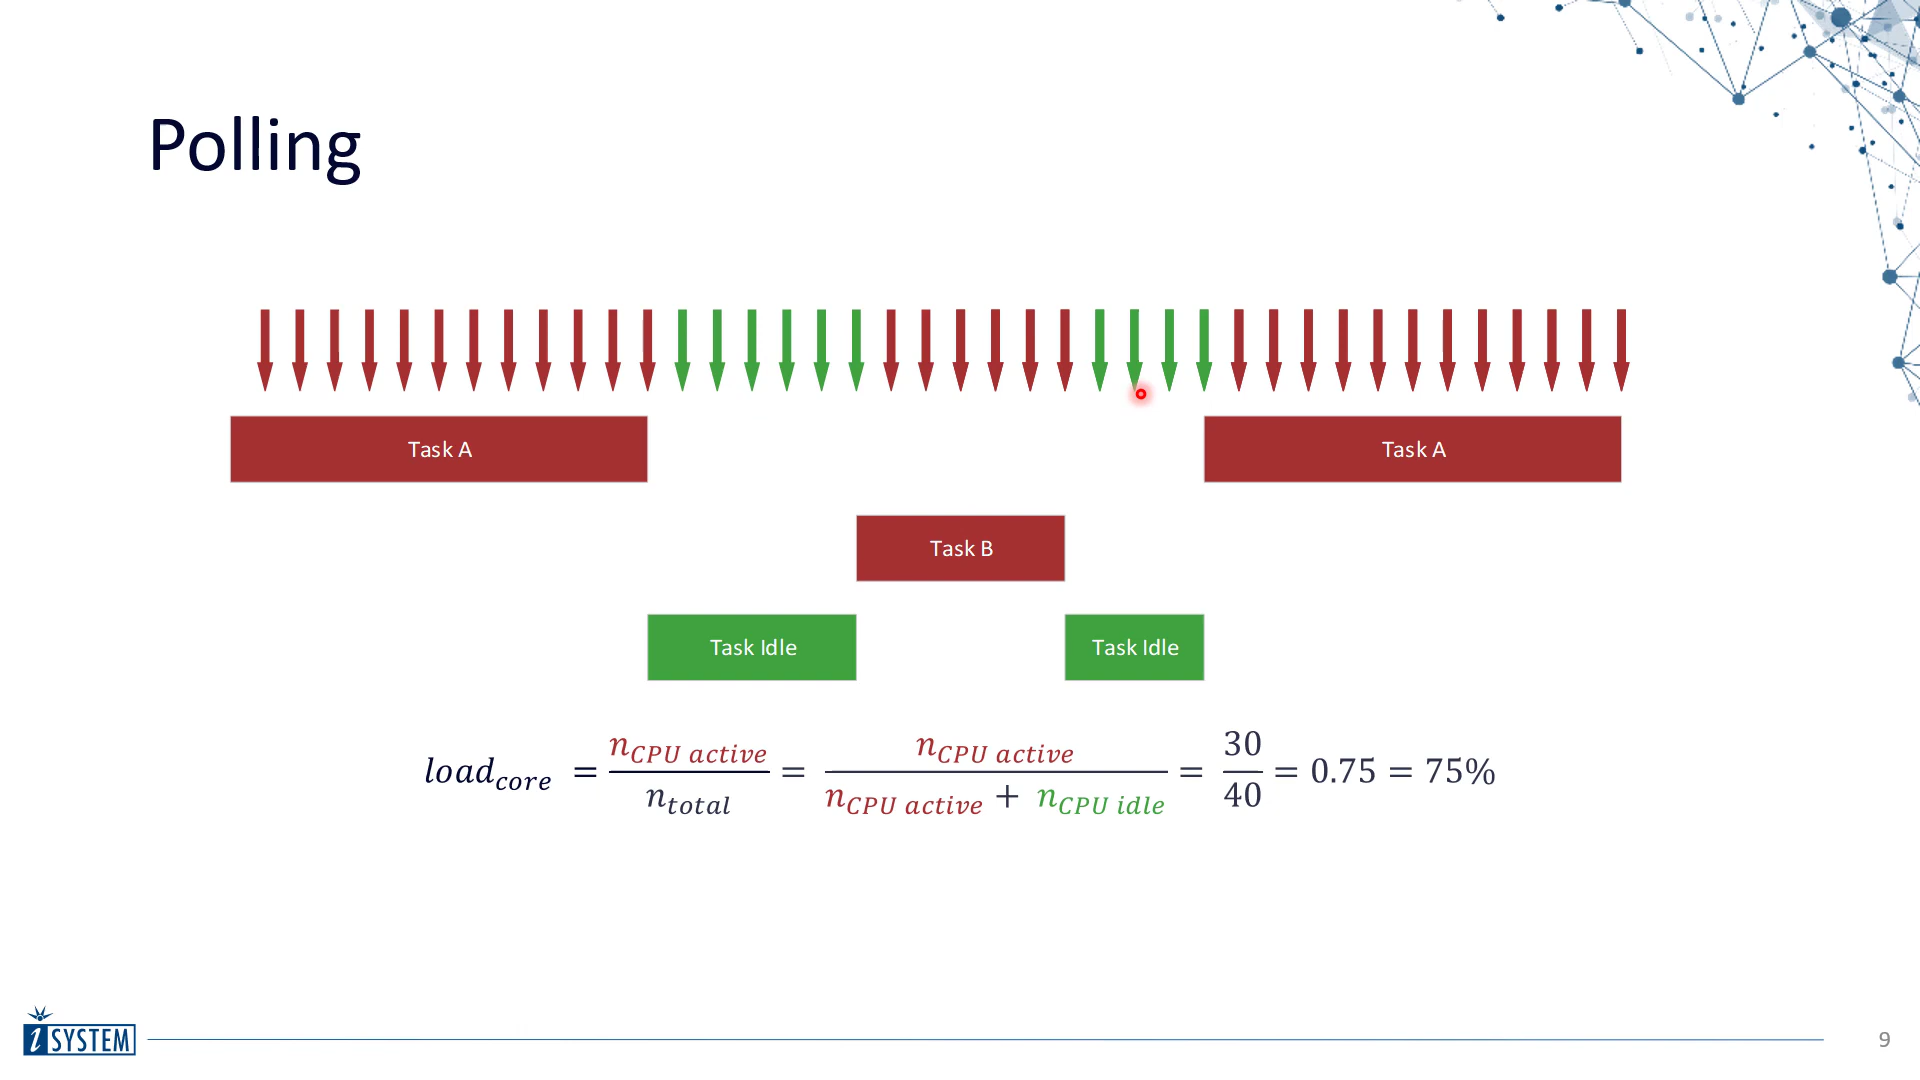 Polling
Task A
Task A
Task B
Task Idle
Task Idle
load_core = n_CPU active / n_total = n_CPU active / (n_CPU active + n_CPU idle) = 30/40 = 0.75 = 75%
iSYSTEM
9